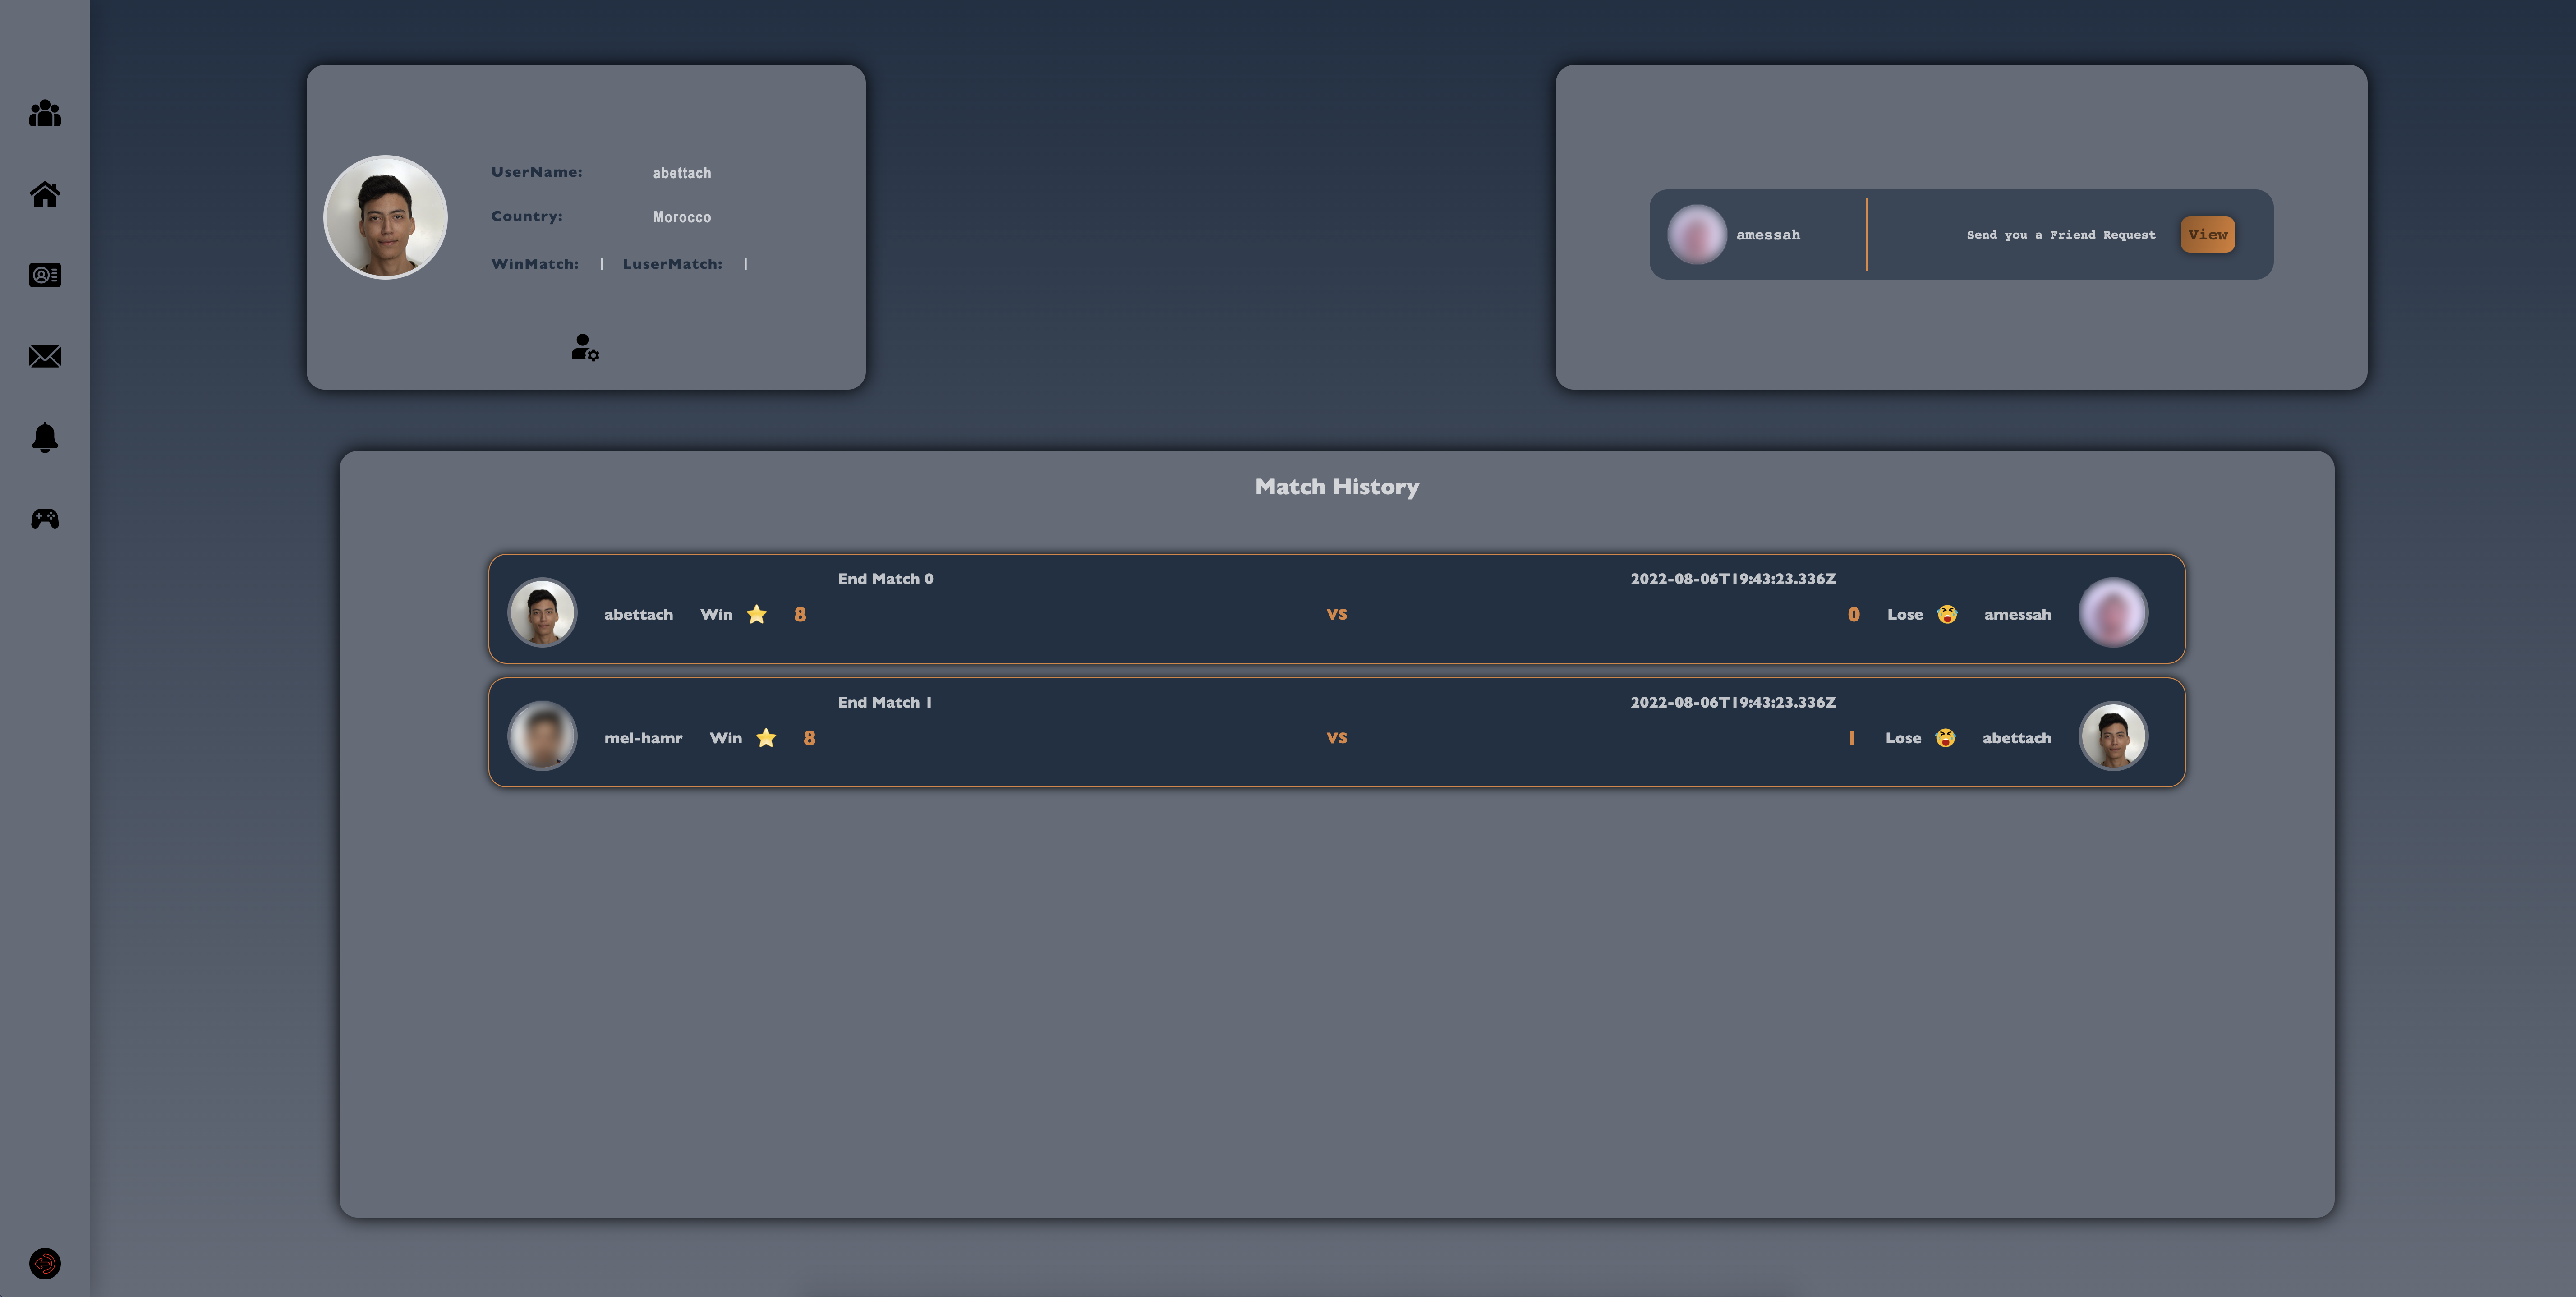 UserName: abettach
Country: Morocco
WinMatch: 1 LuserMatch: 1
amessah Send you a Friend Request View
Match History
End Match 0 2022-08-06T19:43:23.336Z
abettach Win ⭐ 8 VS 0 Lose 😭 amessah
End Match 1 2022-08-06T19:43:23.336Z
mel-hamr Win ⭐ 8 VS 1 Lose 😭 abettach